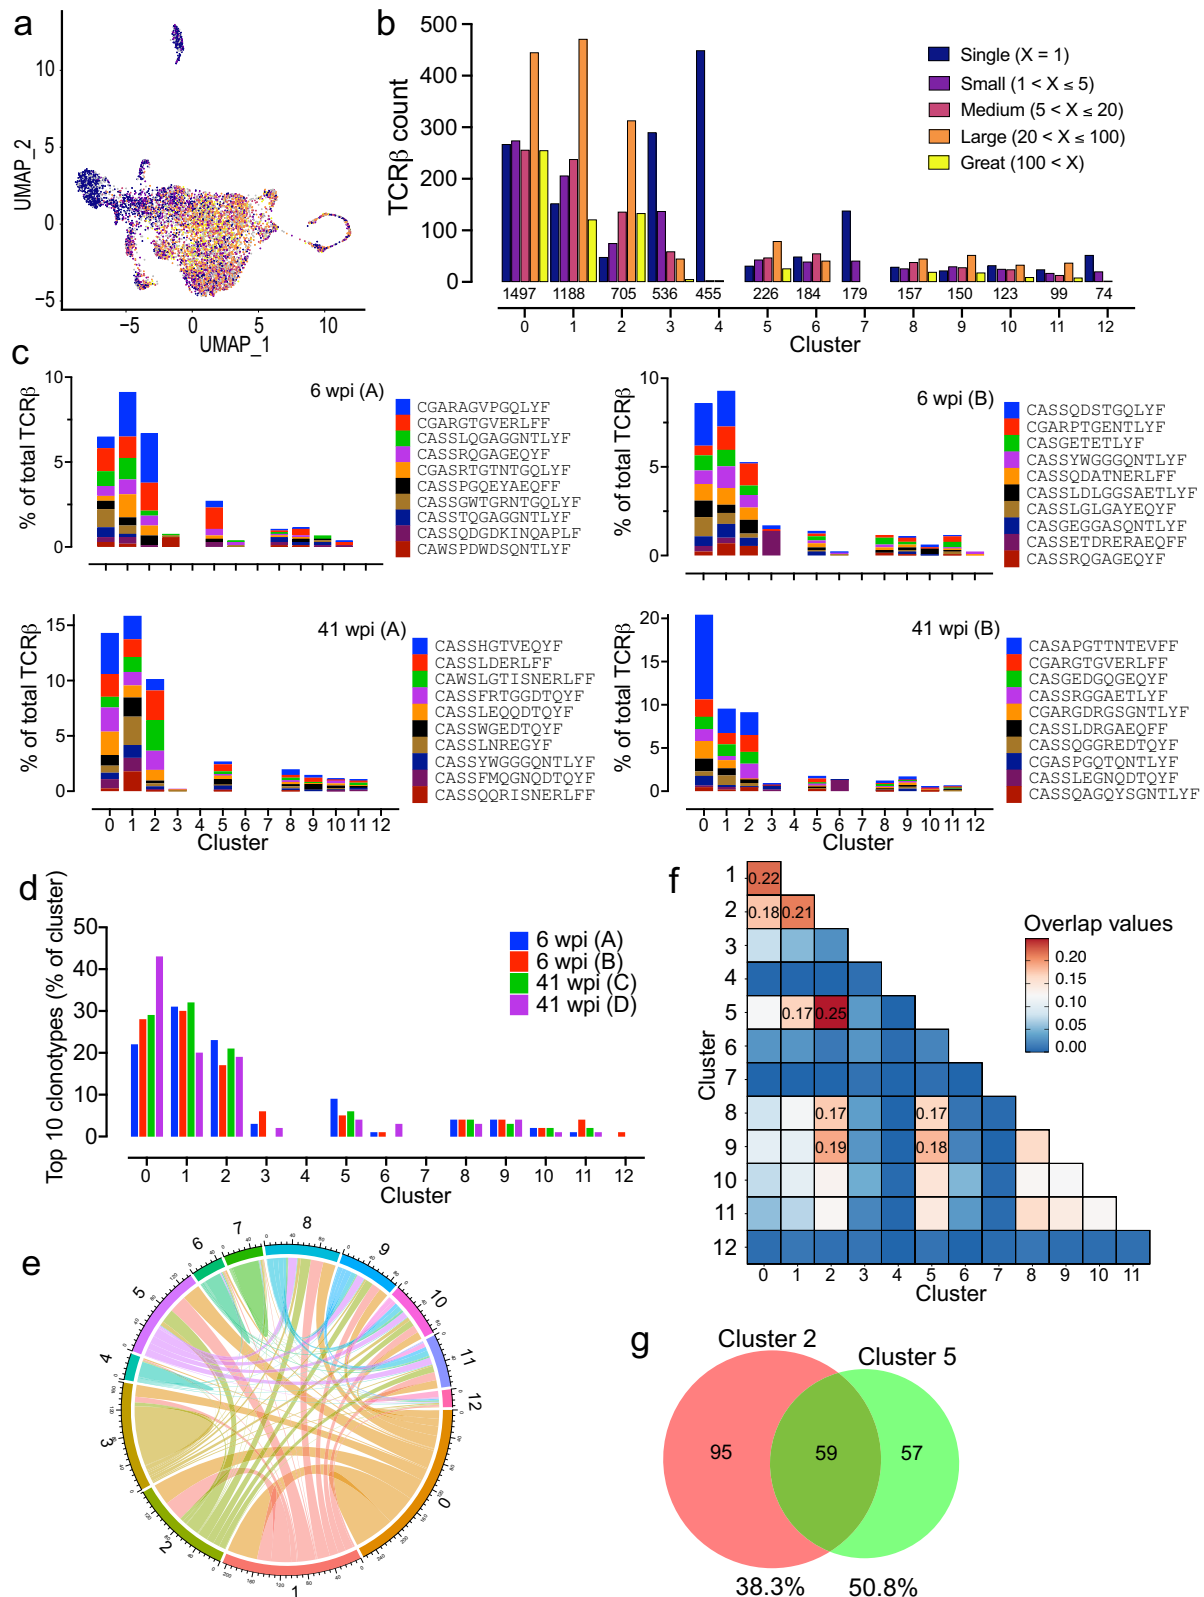 a
UMAP_2
10
5
0
−5
−5 0 5 10
UMAP_1
b
TCRβ count
500
400
300
200
100
0
Single (X = 1)
Small (1 < X ≤ 5)
Medium (5 < X ≤ 20)
Large (20 < X ≤ 100)
Great (100 < X)
1497 1188 705 536 455 226 184 179 157 150 123 99 74
0 1 2 3 4 5 6 7 8 9 10 11 12
Cluster
c
% of total TCRβ
10
5
0
6 wpi (A)
CGARAGVPGQLYF
CGARGTGVERLFF
CASSLQGAGGNTLYF
CASSRQGAGEQYF
CGASRTGTNTGQLYF
CASSPGQEYAEQFF
CASSGWTGRNTGQLYF
CASSTQGAGGNTLYF
CASSQDGDKINQAPLF
CAWSPDWDSQNTLYF
% of total TCRβ
10
5
0
6 wpi (B)
CASSQDSTGQLYF
CGARPTGENTLYF
CASGETETLYF
CASSYWGGGQNTLYF
CASSQDATNERLFF
CASSLDLGGSAETLYF
CASSLGLGAYEQYF
CASGEGGASQNTLYF
CASSETDRERAEQFF
CASSRQGAGEQYF
% of total TCRβ
15
10
5
0
41 wpi (A)
CASSHGTVEQYF
CASSLDERLFF
CAWSLGTISNERLFF
CASSFRTGGDTQYF
CASSLEQQDTQYF
CASSWGEDTQYF
CASSLNREGYF
CASSYWGGGQNTLYF
CASSFMQGNQDTQYF
CASSQQRISNERLFF
0 1 2 3 4 5 6 7 8 9 10 11 12
Cluster
% of total TCRβ
20
15
10
5
0
41 wpi (B)
CASAPGTTNTEVFF
CGARGTGVERLFF
CASGEDGQGEQYF
CASSRGGAETLYF
CGARGDRGSGNTLYF
CASSLDRGAEQFF
CASSQGGREDTQYF
CGASPGQTQNTLYF
CASSLEGNQDTQYF
CASSQAGQYSGNTLYF
0 1 2 3 4 5 6 7 8 9 10 11 12
Cluster
d
Top 10 clonotypes (% of cluster)
50
40
30
20
10
0
6 wpi (A)
6 wpi (B)
41 wpi (C)
41 wpi (D)
0 1 2 3 4 5 6 7 8 9 10 11 12
Cluster
f
Cluster
1 0.22
2 0.18 0.21
3
4
5 0.17 0.25
6
7
8 0.17 0.17
9 0.19 0.18
10
11
12
0 1 2 3 4 5 6 7 8 9 10 11
Cluster
Overlap values
0.20
0.15
0.10
0.05
0.00
e
0
1
2
3
4
5
6
7
8
9
10
11
12
g
Cluster 2
Cluster 5
95 59 57
38.3% 50.8%